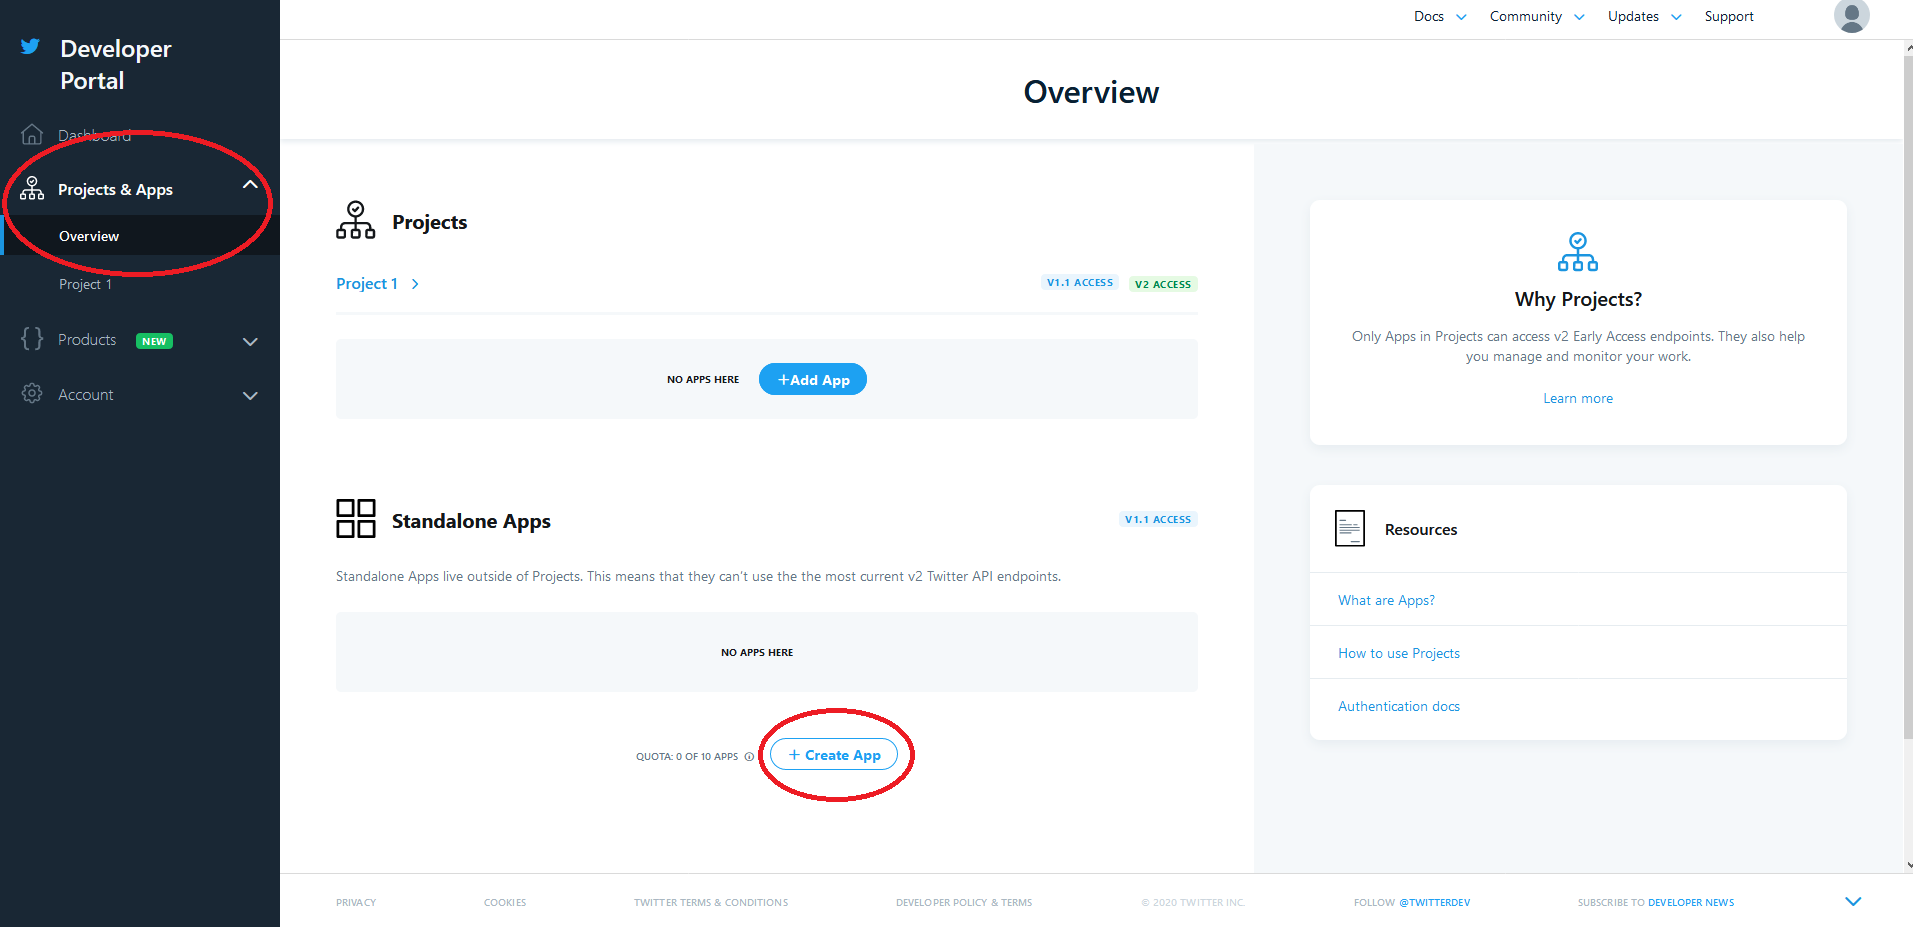 Docs
Community
Updates
Support
Developer
Portal
Dashboard
Projects & Apps
Overview
Project 1
Products NEW
Account
Overview
Projects
Project 1
V1.1 ACCESS
V2 ACCESS
NO APPS HERE
+Add App
Standalone Apps
V1.1 ACCESS
Standalone Apps live outside of Projects. This means that they can't use the the most current v2 Twitter API endpoints.
NO APPS HERE
QUOTA: 0 OF 10 APPS
+ Create App
Why Projects?
Only Apps in Projects can access v2 Early Access endpoints. They also help
you manage and monitor your work.
Learn more
Resources
What are Apps?
How to use Projects
Authentication docs
PRIVACY
COOKIES
TWITTER TERMS & CONDITIONS
DEVELOPER POLICY & TERMS
© 2020 TWITTER INC.
FOLLOW @TWITTERDEV
SUBSCRIBE TO DEVELOPER NEWS